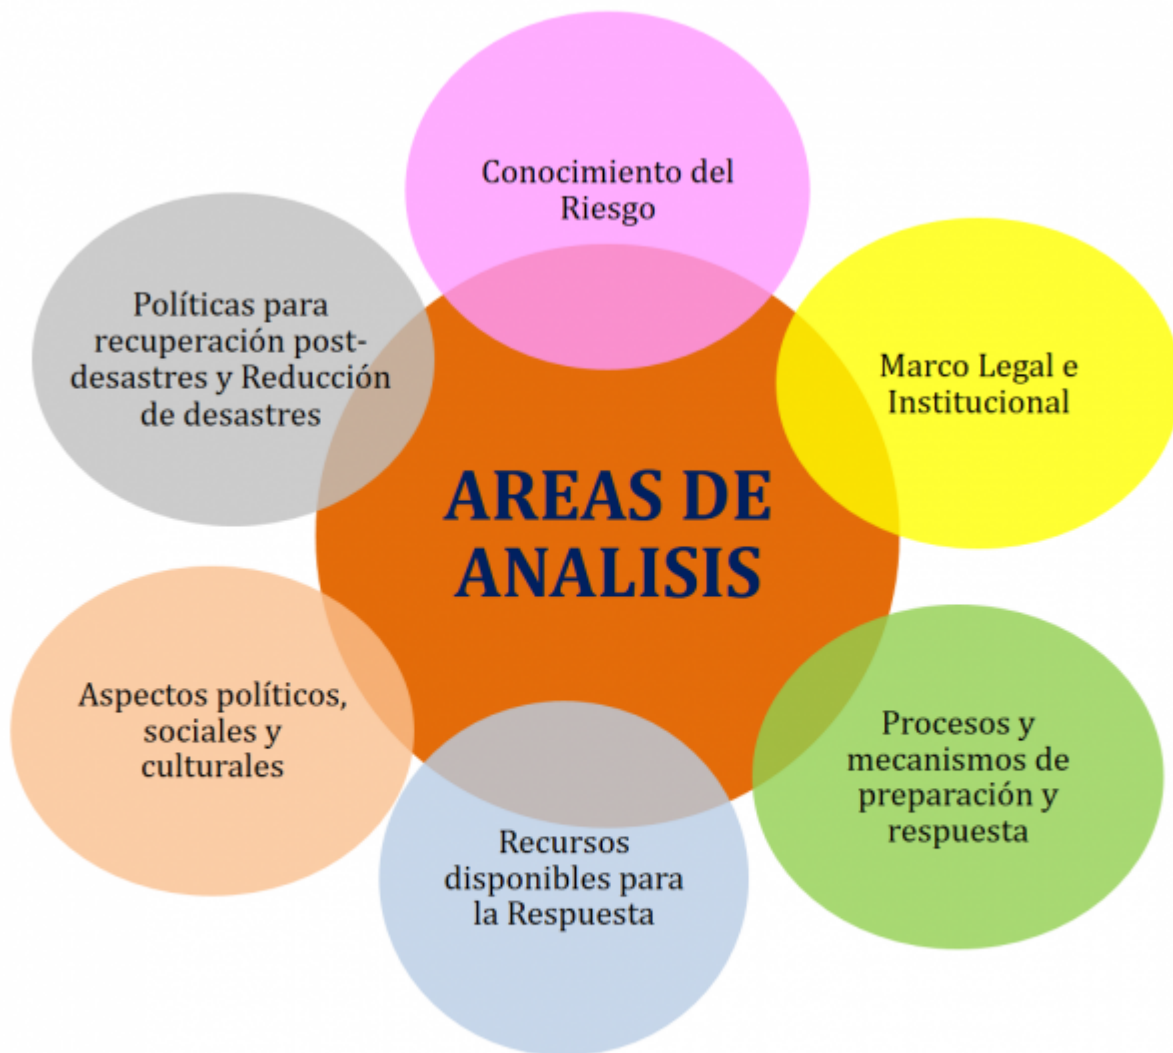 Conocimiento del
Riesgo
Políticas para
recuperación post-
desastres y Reducción
de desastres
Marco Legal e
Institucional
AREAS DE
ANALISIS
Aspectos políticos,
sociales y
culturales
Procesos y
mecanismos de
preparación y
respuesta
Recursos
disponibles para
la Respuesta